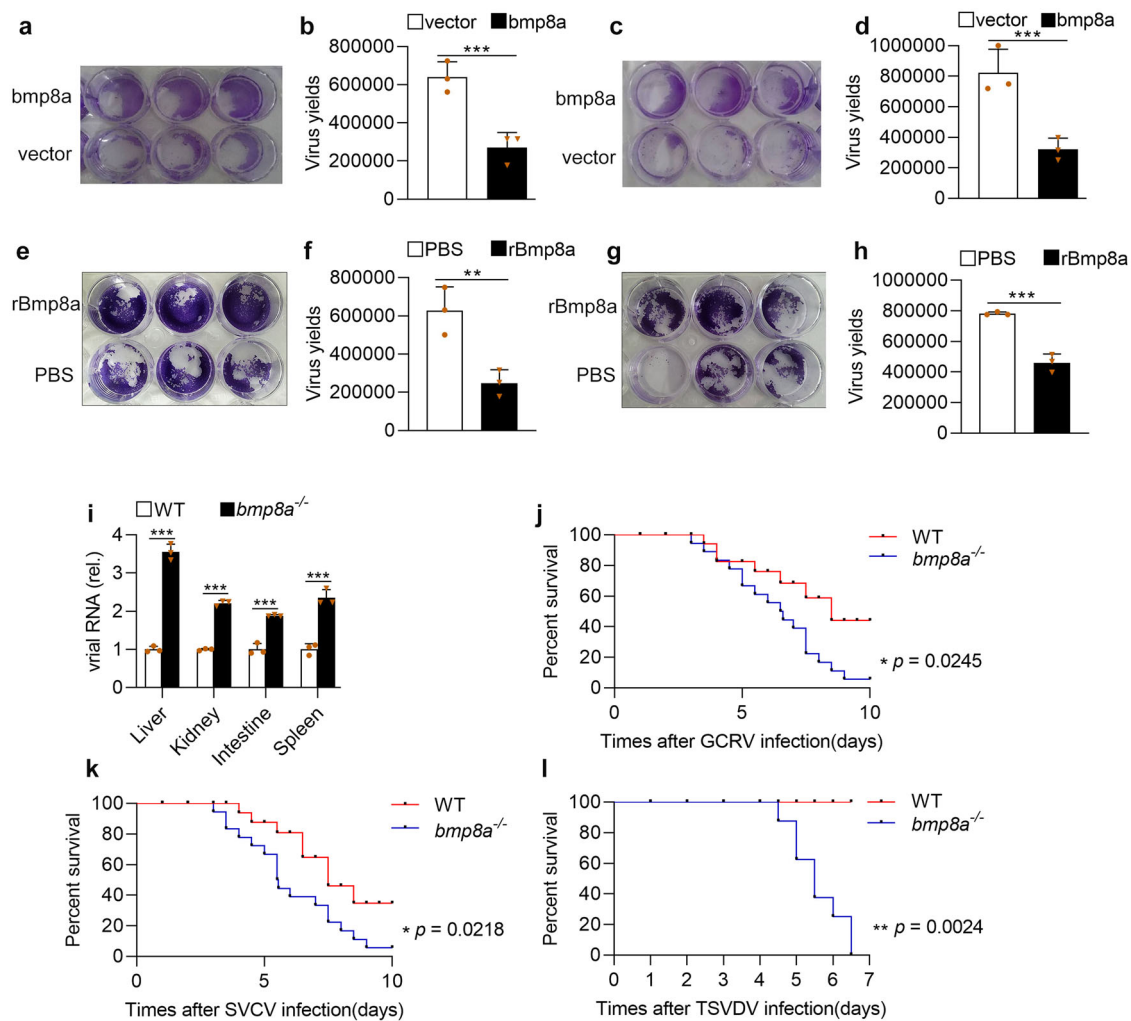 a
bmp8a
vector
b
vector bmp8a
Virus yields
800000
600000
400000
200000
0
***
c
bmp8a
vector
d
vector bmp8a
Virus yields
1000000
800000
600000
400000
200000
0
***
e
rBmp8a
PBS
f
PBS rBmp8a
Virus yields
800000
600000
400000
200000
0
**
g
rBmp8a
PBS
h
PBS rBmp8a
Virus yields
1000000
800000
600000
400000
200000
0
***
i
WT bmp8a-/-
vrial RNA (rel.)
4
3
2
1
0
*** *** *** ***
Liver Kidney Intestine Spleen
j
Percent survival
100
80
60
40
20
0
0 5 10
Times after GCRV infection(days)
WT
bmp8a-/-
* p = 0.0245
k
Percent survival
100
80
60
40
20
0
0 5 10
Times after SVCV infection(days)
WT
bmp8a-/-
* p = 0.0218
l
Percent survival
100
80
60
40
20
0
0 1 2 3 4 5 6 7
Times after TSVDV infection(days)
WT
bmp8a-/-
** p = 0.0024